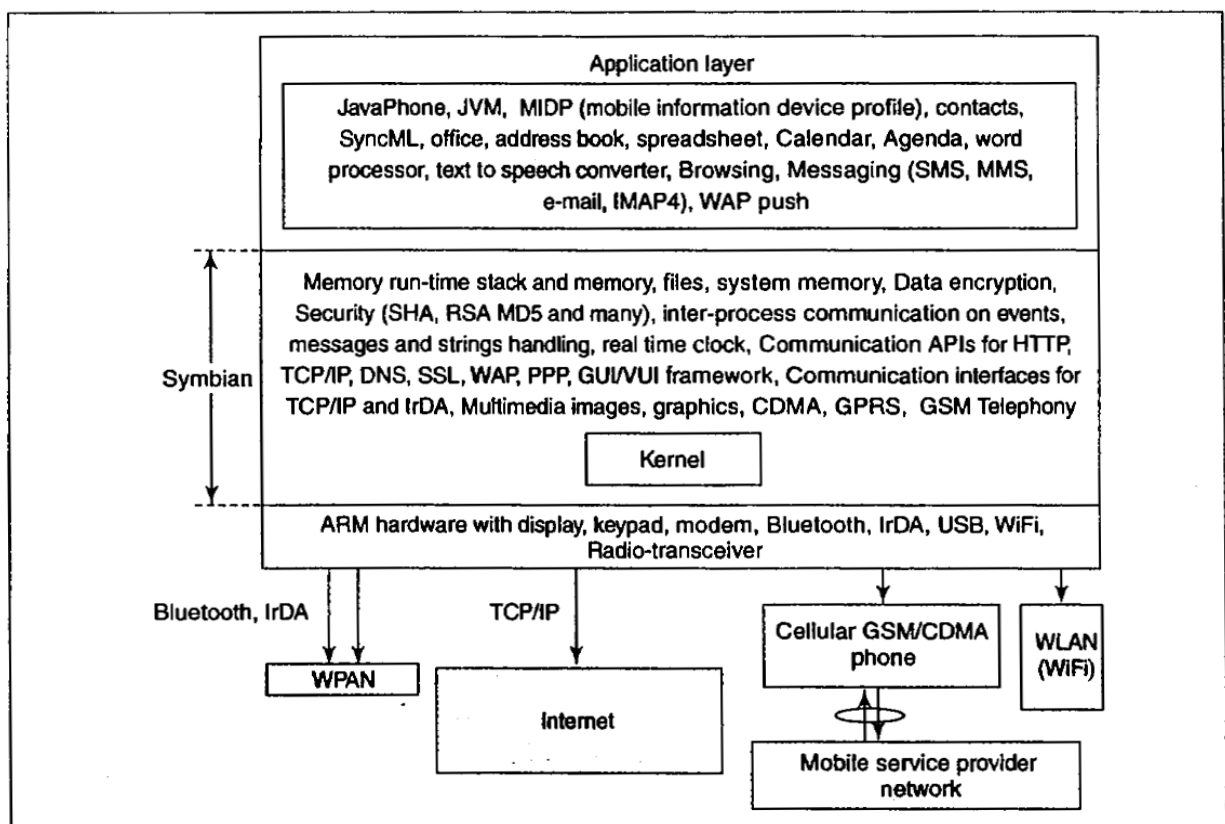 Application layer
JavaPhone, JVM, MIDP (mobile information device profile), contacts,
SyncML, office, address book, spreadsheet, Calendar, Agenda, word
processor, text to speech converter, Browsing, Messaging (SMS, MMS,
e-mail, IMAP4), WAP push
Symbian
Memory run-time stack and memory, files, system memory, Data encryption,
Security (SHA, RSA MD5 and many), inter-process communication on events,
messages and strings handling, real time clock, Communication APIs for HTTP,
TCP/IP, DNS, SSL, WAP, PPP, GUI/VUI framework, Communication interfaces for
TCP/IP and IrDA, Multimedia images, graphics, CDMA, GPRS, GSM Telephony
Kernel
ARM hardware with display, keypad, modem, Bluetooth, IrDA, USB, WiFi,
Radio-transceiver
Bluetooth, IrDA
WPAN
TCP/IP
Internet
Cellular GSM/CDMA
phone
WLAN
(WiFi)
Mobile service provider
network